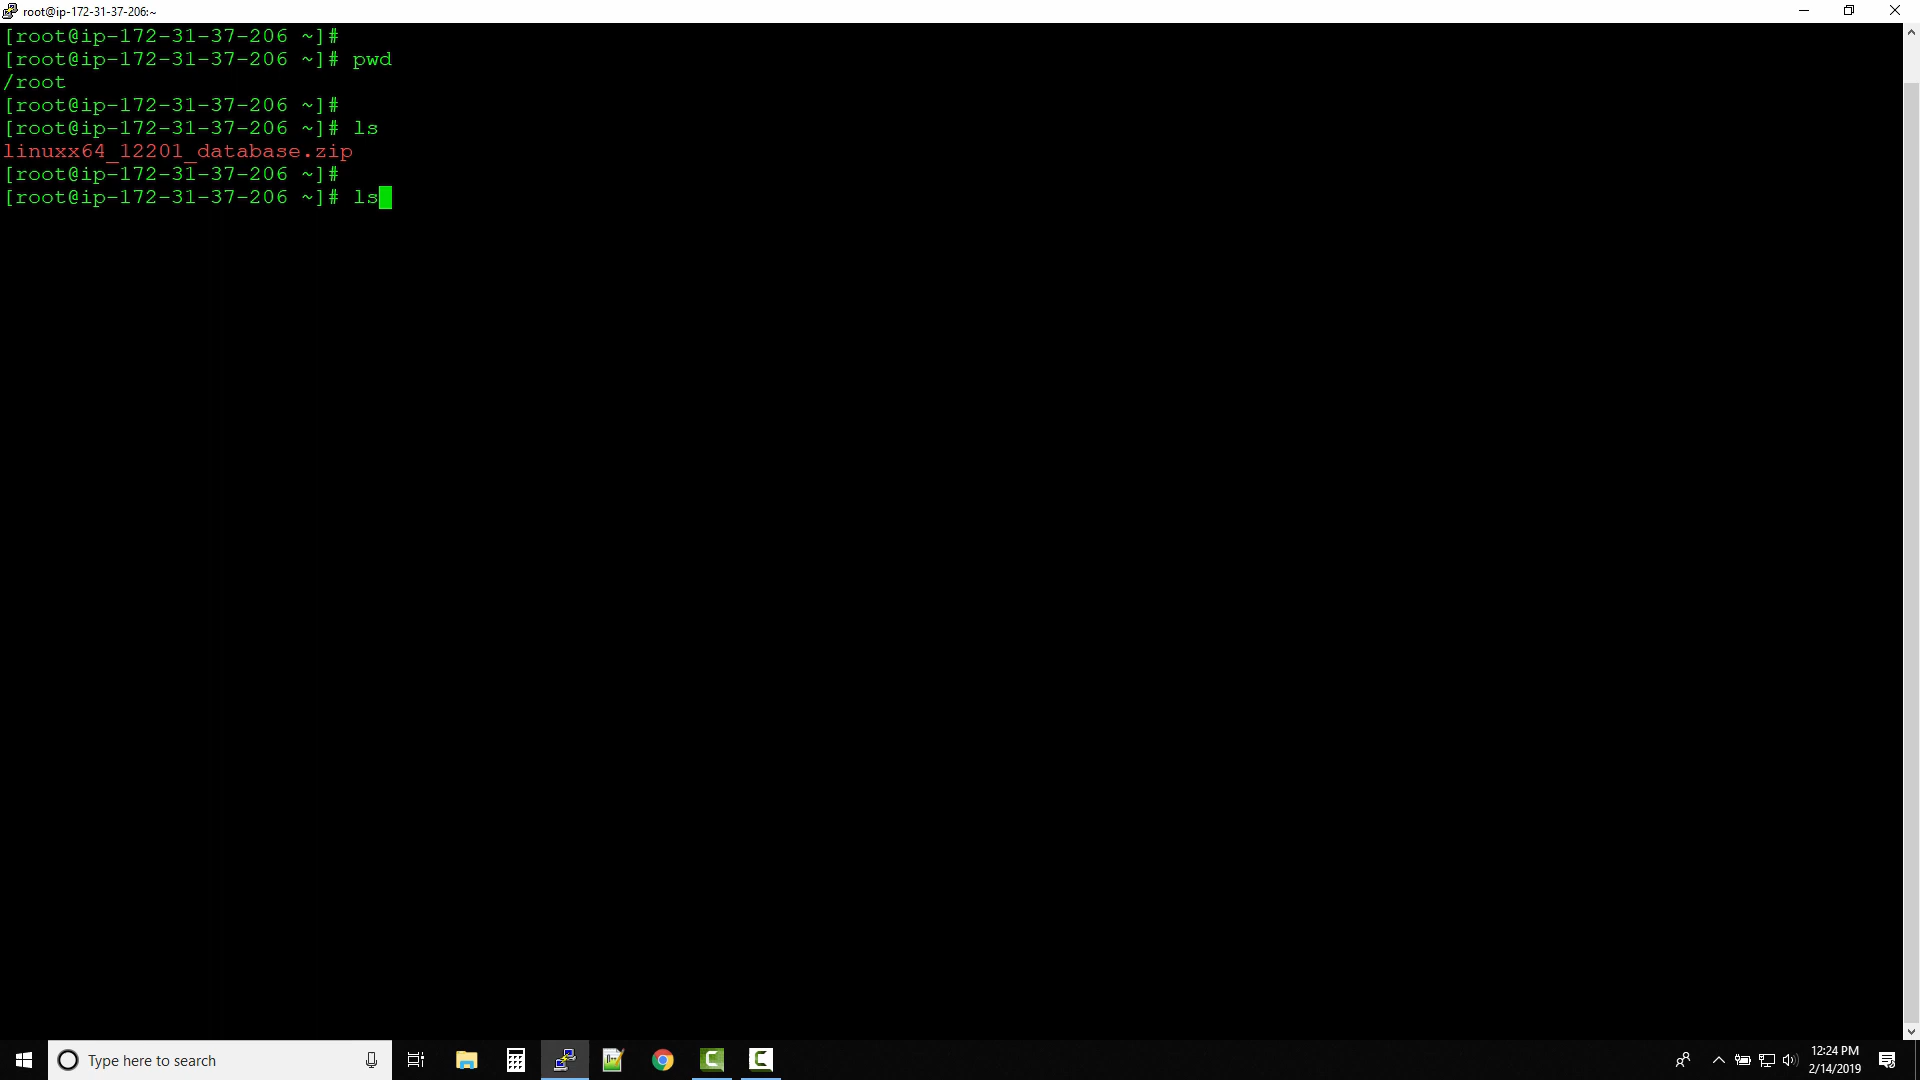 root@ip-172-31-37-206:~
[root@ip-172-31-37-206 ~]#
[root@ip-172-31-37-206 ~]# pwd
/root
[root@ip-172-31-37-206 ~]#
[root@ip-172-31-37-206 ~]# ls
linuxx64_12201_database.zip
[root@ip-172-31-37-206 ~]#
[root@ip-172-31-37-206 ~]# ls
Type here to search
12:24 PM
2/14/2019